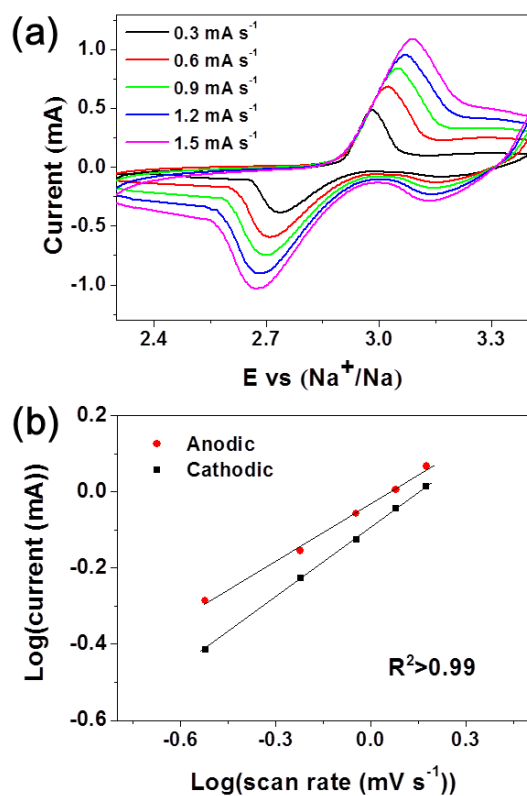 (a)
0.3 mA s⁻¹
0.6 mA s⁻¹
0.9 mA s⁻¹
1.2 mA s⁻¹
1.5 mA s⁻¹
Current (mA)
1.0
0.5
0.0
-0.5
-1.0
2.4 2.7 3.0 3.3
E vs (Na⁺/Na)
(b)
Anodic
Cathodic
Log(current (mA))
0.2
0.0
-0.2
-0.4
-0.6
R²>0.99
-0.6 -0.3 0.0 0.3
Log(scan rate (mV s⁻¹))